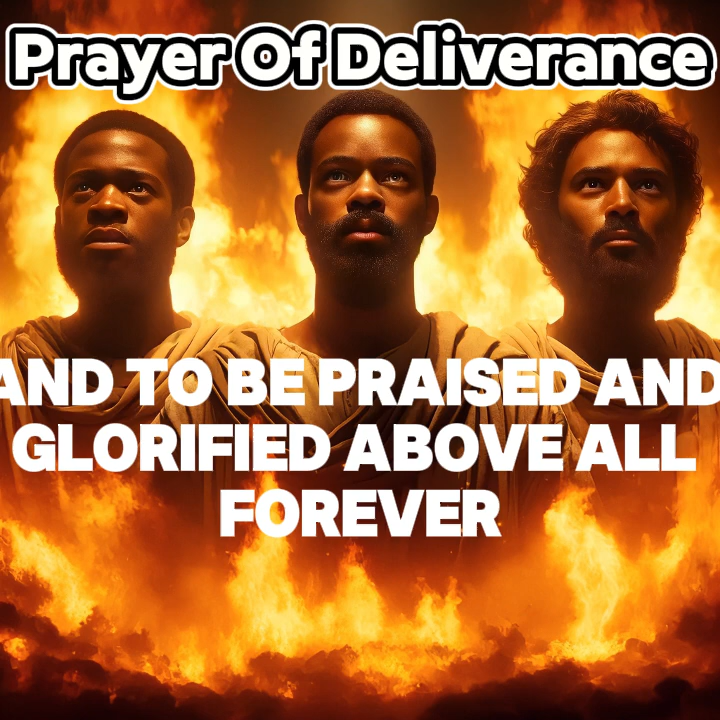 Prayer Of Deliverance
AND TO BE PRAISED AND
GLORIFIED ABOVE ALL
FOREVER